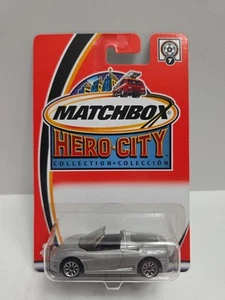 7
MATCHBOX
HERO-CITY
COLLECTION • COLECCIÓN